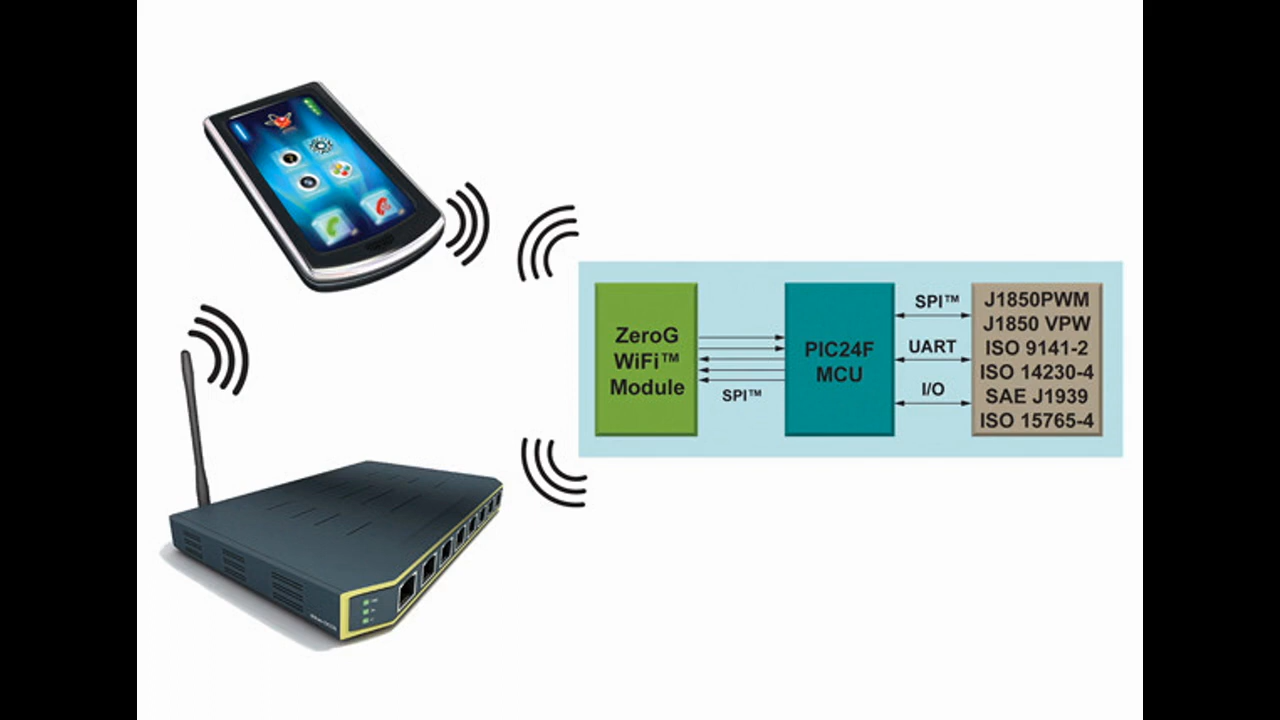 ZeroG
WiFi™
Module
SPI™
PIC24F
MCU
SPI™
UART
I/O
J1850PWM
J1850 VPW
ISO 9141-2
ISO 14230-4
SAE J1939
ISO 15765-4